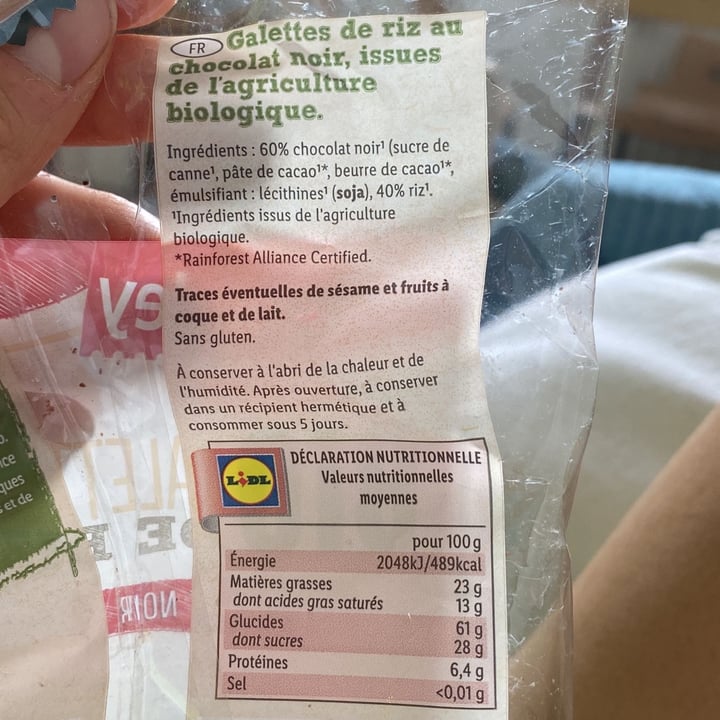 FR Galettes de riz au
chocolat noir, issues
de l'agriculture
biologique.
Ingrédients : 60% chocolat noir¹ (sucre de
canne¹, pâte de cacao¹*, beurre de cacao¹*,
émulsifiant : lécithines¹ (soja), 40% riz¹.
¹Ingrédients issus de l'agriculture
biologique.
*Rainforest Alliance Certified.
Traces éventuelles de sésame et fruits à
coque et de lait.
Sans gluten.
À conserver à l'abri de la chaleur et de
l'humidité. Après ouverture, à conserver
dans un récipient hermétique et à
consommer sous 5 jours.
LIDL
DÉCLARATION NUTRITIONNELLE
Valeurs nutritionnelles
moyennes
pour 100 g
Énergie 2048kJ/489kcal
Matières grasses 23 g
dont acides gras saturés 13 g
Glucides 61 g
dont sucres 28 g
Protéines 6,4 g
Sel <0,01 g
ey
NOIR
et de